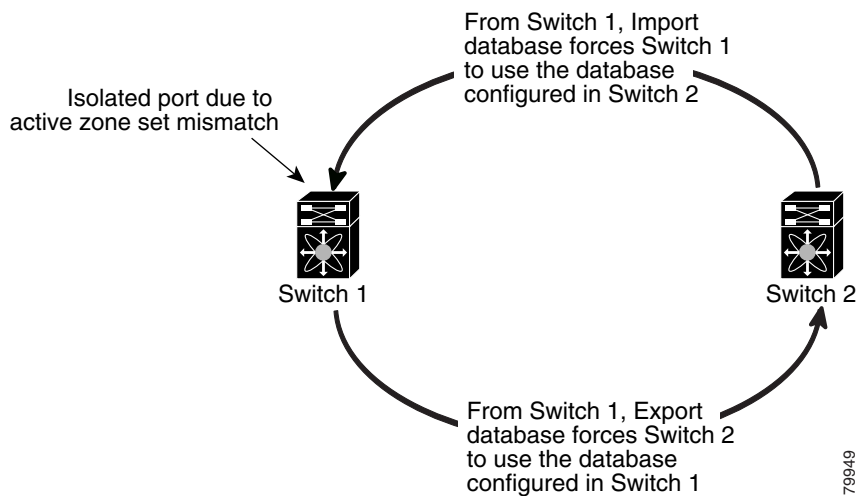 From Switch 1, Import
database forces Switch 1
to use the database
configured in Switch 2
Isolated port due to
active zone set mismatch
Switch 1
Switch 2
From Switch 1, Export
database forces Switch 2
to use the database
configured in Switch 1
79949